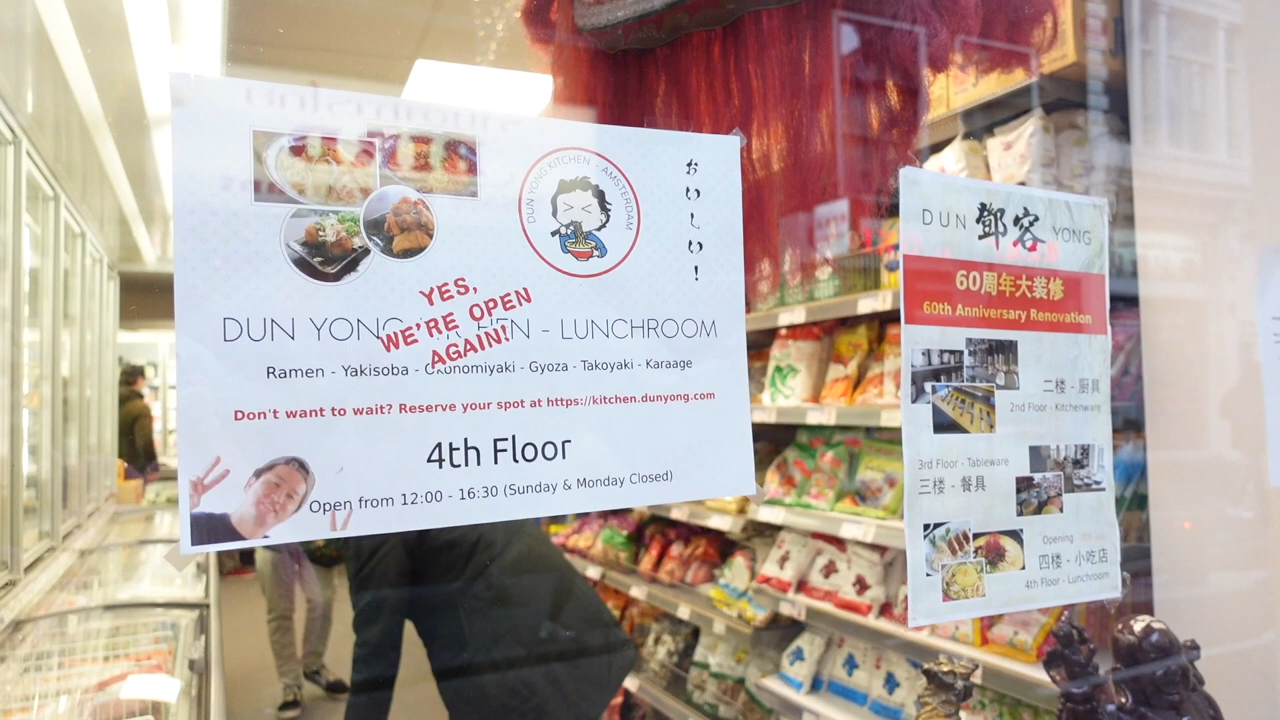 DUN YONG KITCHEN - AMSTERDAM
おいしい!
YES,
WE'RE OPEN
AGAIN!
DUN YONG HEN - LUNCHROOM
Ramen - Yakisoba - Okonomiyaki - Gyoza - Takoyaki - Karaage
Don't want to wait? Reserve your spot at https://kitchen.dunyong.com
4th Floor
Open from 12:00 - 16:30 (Sunday & Monday Closed)
DUN 鄧容 YONG
60周年大装修
60th Anniversary Renovation
二楼 - 厨具
2nd Floor - Kitchenware
3rd Floor - Tableware
三楼 - 餐具
Opening
四楼 - 小吃店
4th Floor - Lunchroom